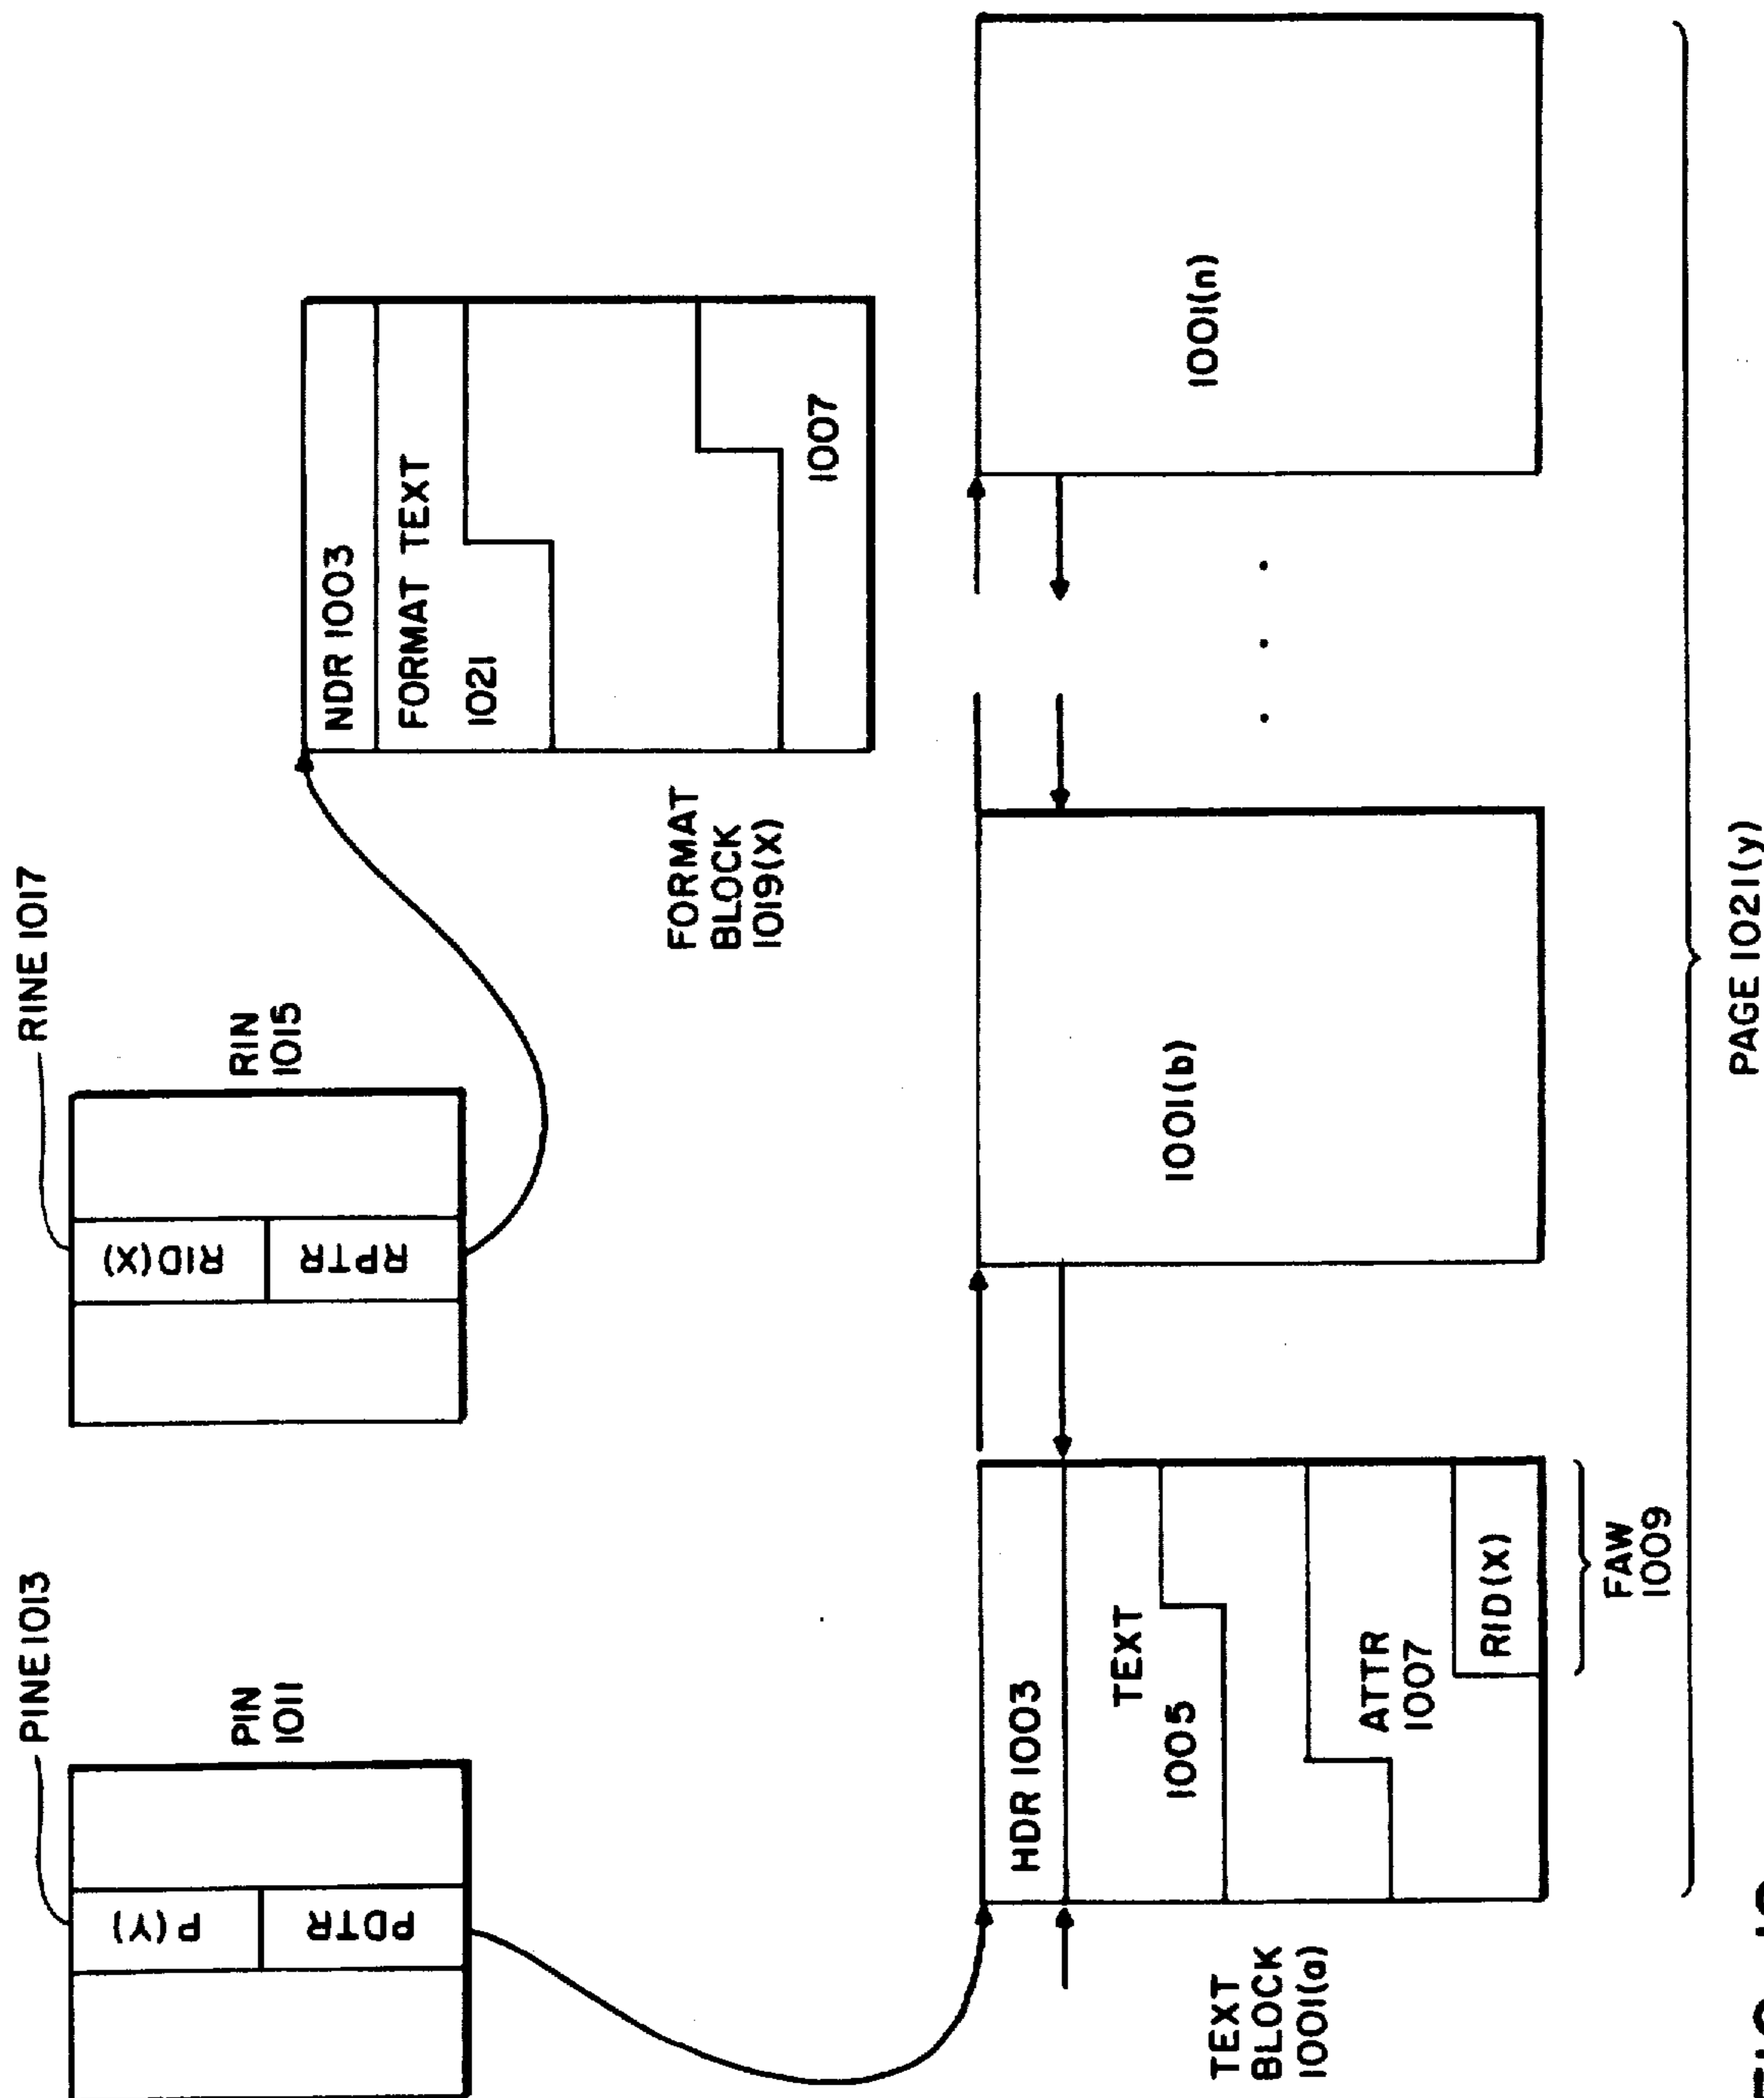 RINE 1017
RIN
1015
RID(X)
RPTR
NDR 1003
FORMAT TEXT
1021
1007
FORMAT
BLOCK
1019(X)
PINE 1013
PIN
1011
P(Y)
PDTR
HDR 1003
TEXT
1005
ATTR
1007
RID(X)
FAW
1009
TEXT
BLOCK
1001(a)
1001(b)
. . .
1001(n)
PAGE 1021(y)